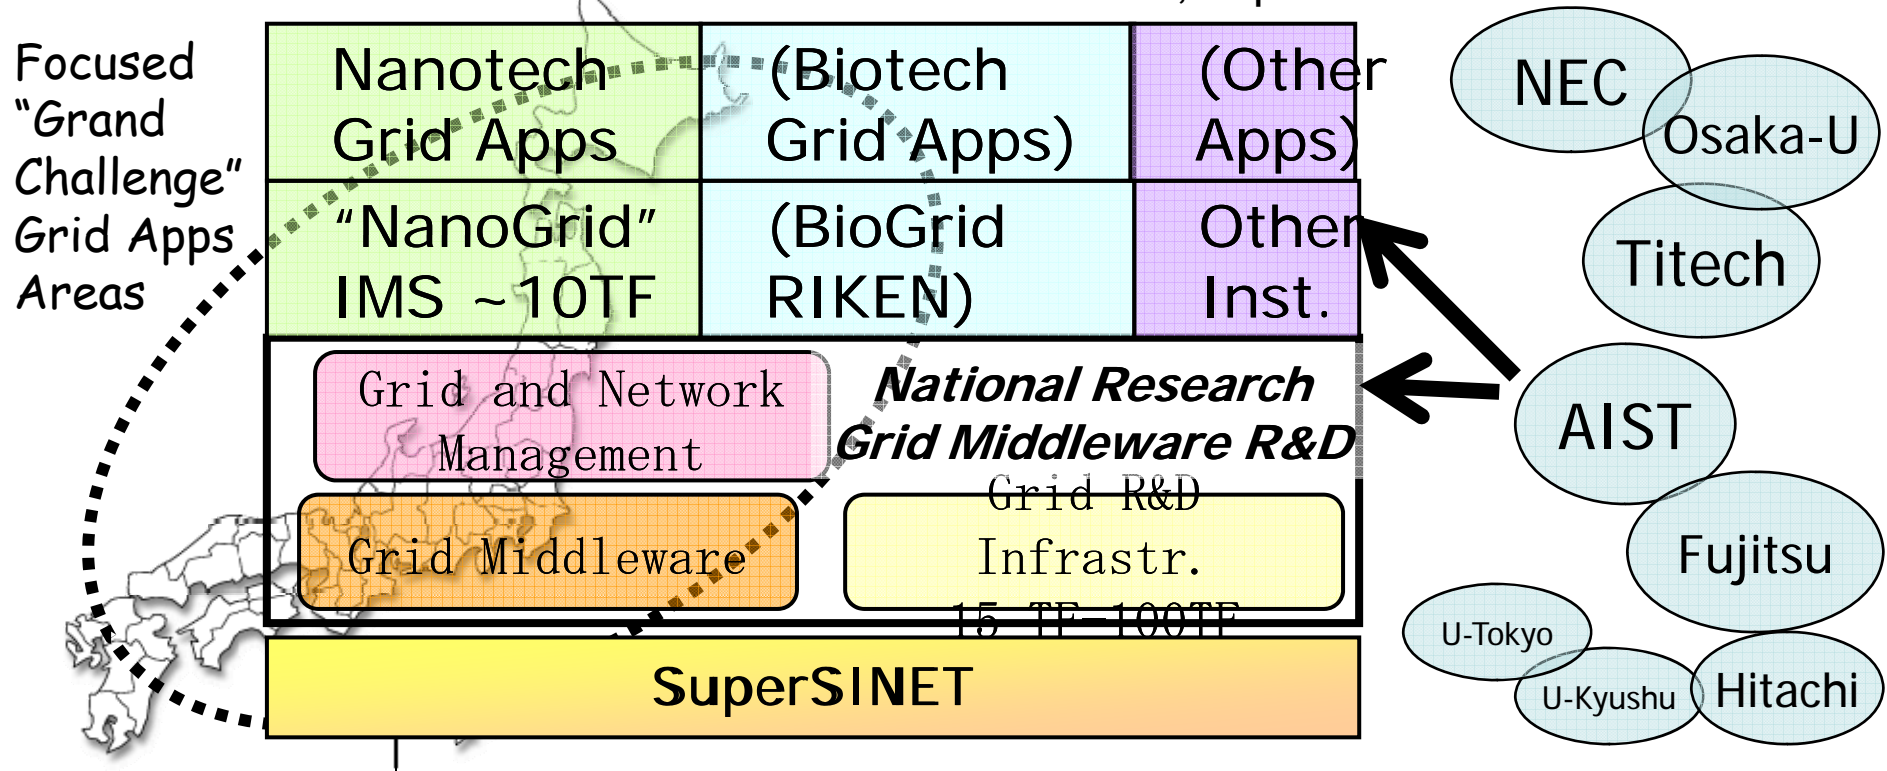 Focused
“Grand
Challenge”
Grid Apps
Areas
Nanotech
Grid Apps
(Biotech
Grid Apps)
(Other
Apps)
“NanoGrid”
IMS ~10TF
(BioGrid
RIKEN)
Other
Inst.
Grid and Network
Management
National Research
Grid Middleware R&D
Grid Middleware
Grid R&D
Infrastr.
15 TF-100TF
SuperSINET
NEC
Osaka-U
Titech
AIST
Fujitsu
U-Tokyo
U-Kyushu
Hitachi